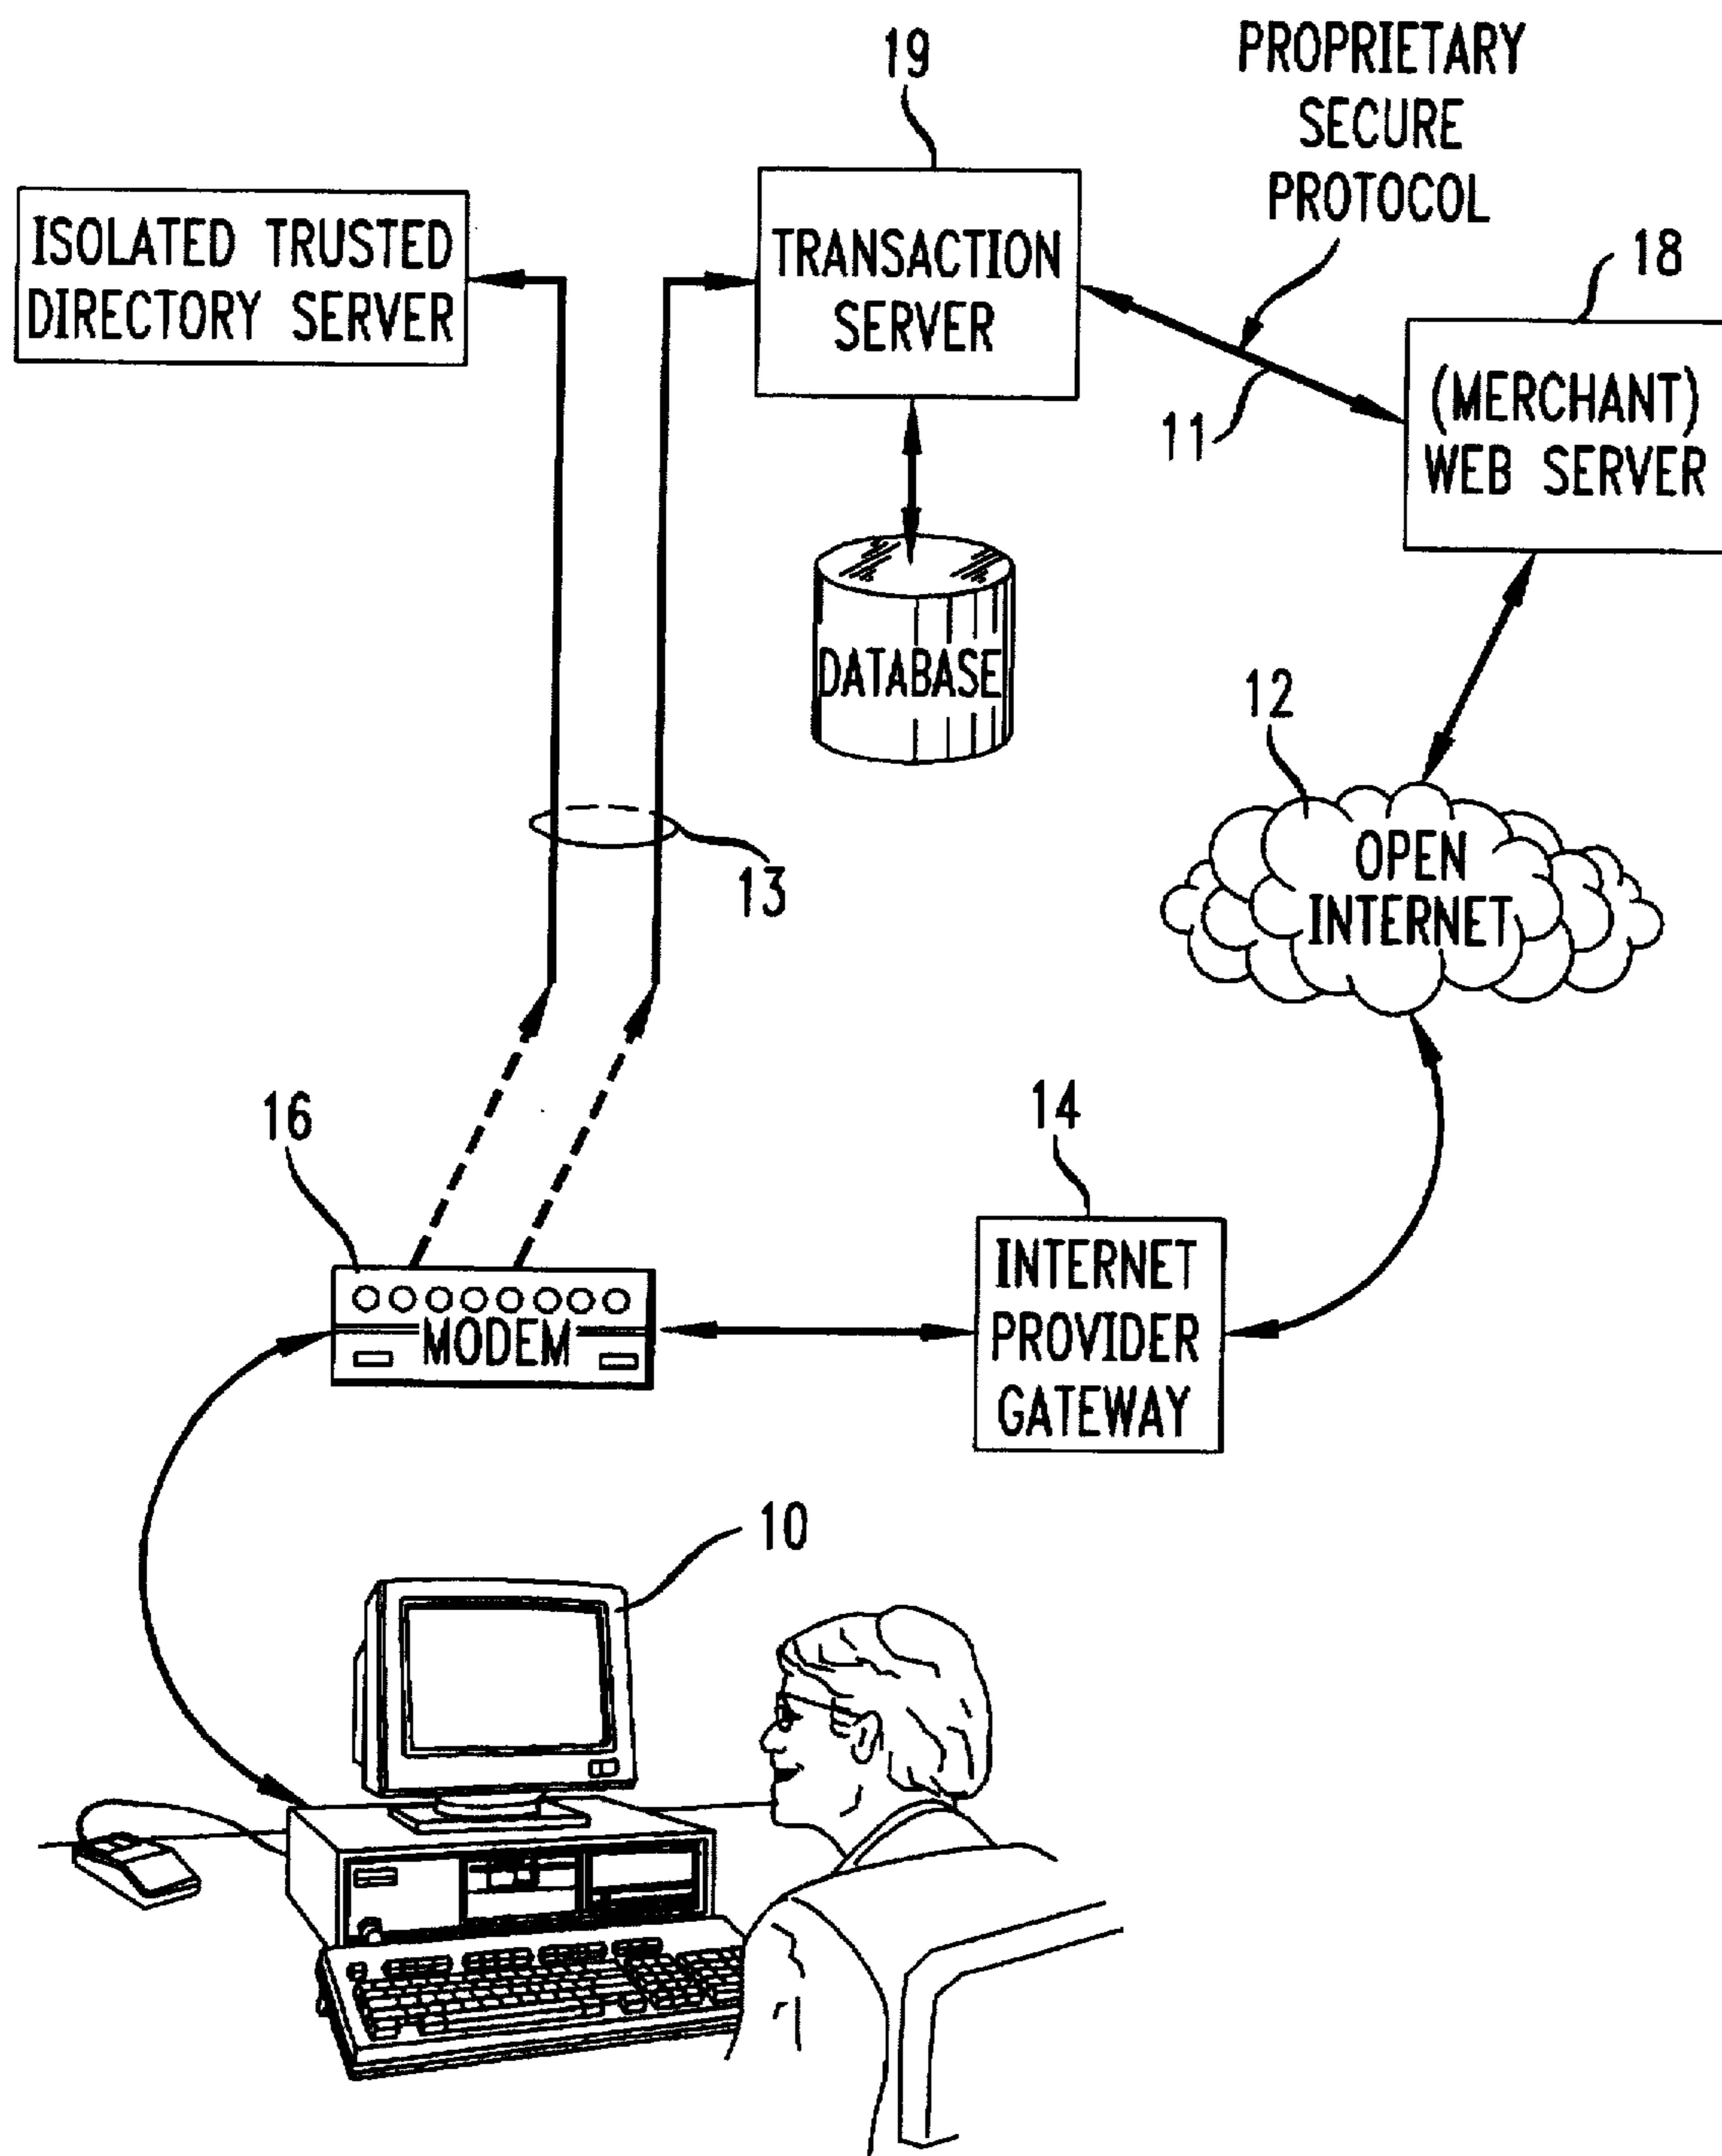 19
PROPRIETARY
SECURE
PROTOCOL
ISOLATED TRUSTED
DIRECTORY SERVER
TRANSACTION
SERVER
18
(MERCHANT)
WEB SERVER
11
DATABASE
12
OPEN
INTERNET
13
16
14
MODEM
INTERNET
PROVIDER
GATEWAY
10